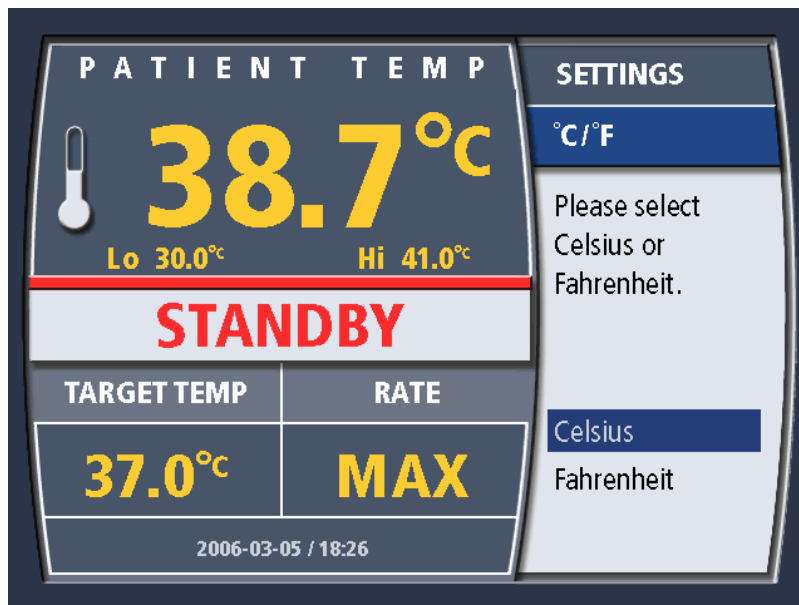 PATIENT TEMP
38.7°C
Lo 30.0°C
Hi 41.0°C
STANDBY
TARGET TEMP
RATE
37.0°C
MAX
2006-03-05 / 18:26
SETTINGS
°C/°F
Please select
Celsius or
Fahrenheit.
Celsius
Fahrenheit